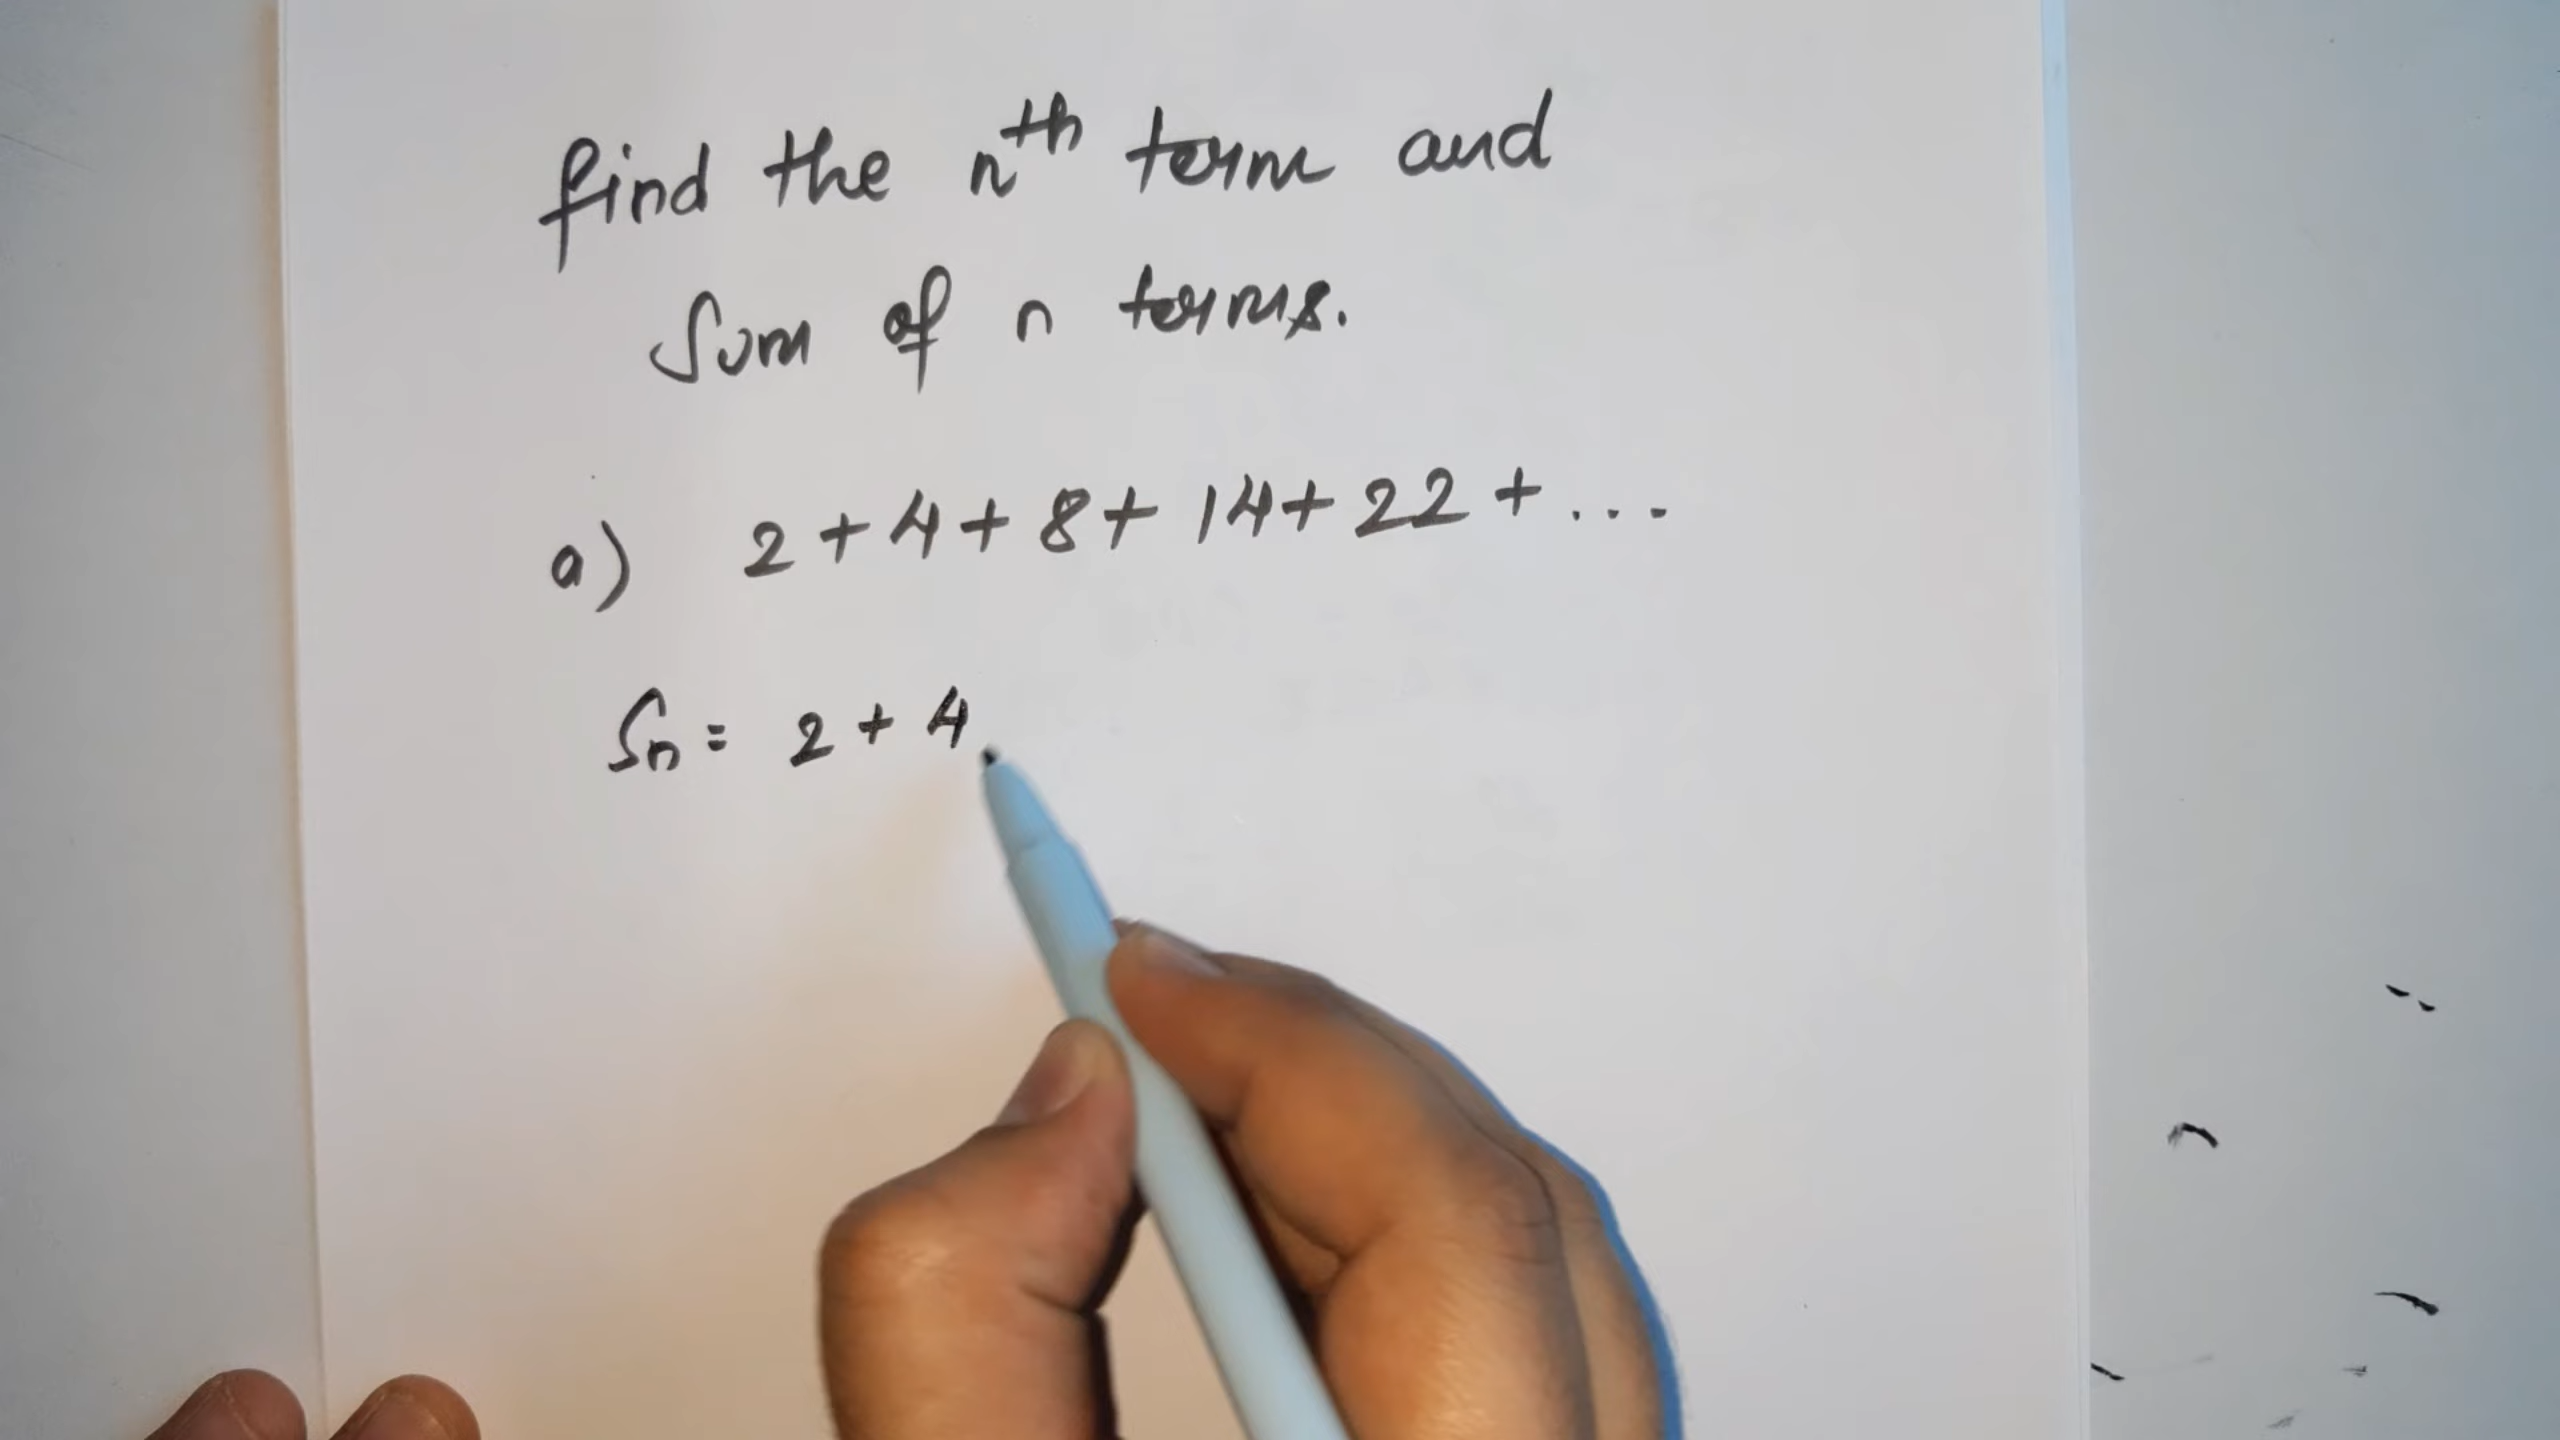 find the nth term and
Sum of n terms.
a) 2 + 4 + 8 + 14 + 22 + ...
Sn = 2 + 4